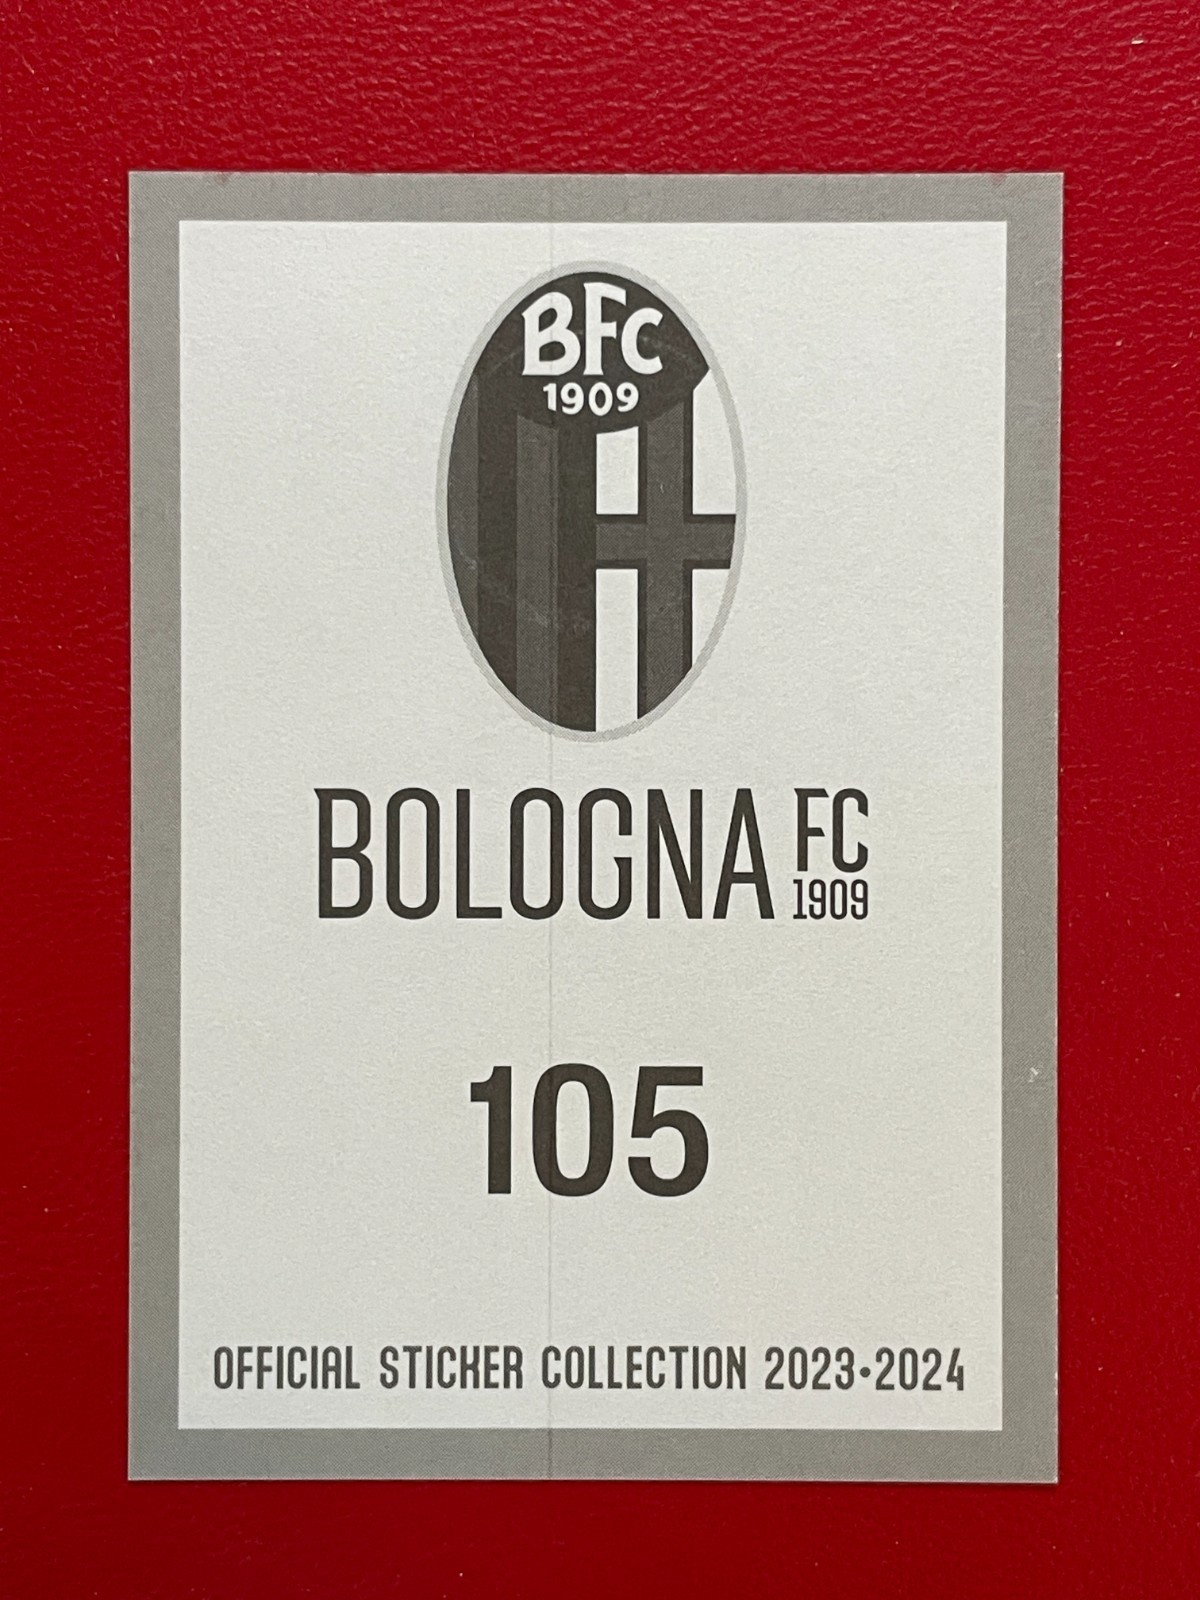 BFC
1909
BOLOGNA FC
1909
105
OFFICIAL STICKER COLLECTION 2023•2024